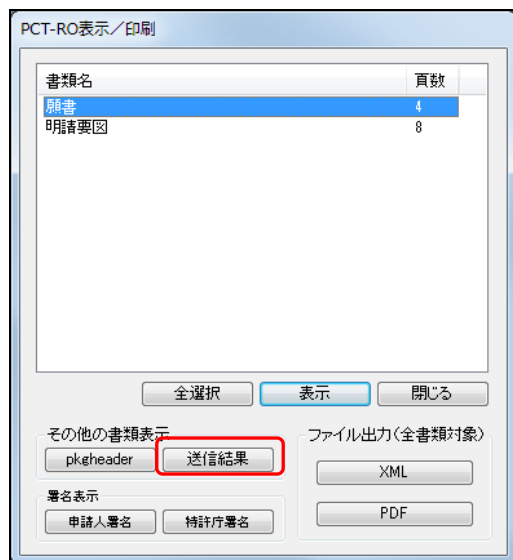 PCT-RO表示／印刷
書類名 頁数
願書 4
明請要図 8
全選択 表示 閉じる
その他の書類表示
pkgheader 送信結果
ファイル出力(全書類対象)
XML
PDF
署名表示
申請人署名 特許庁署名